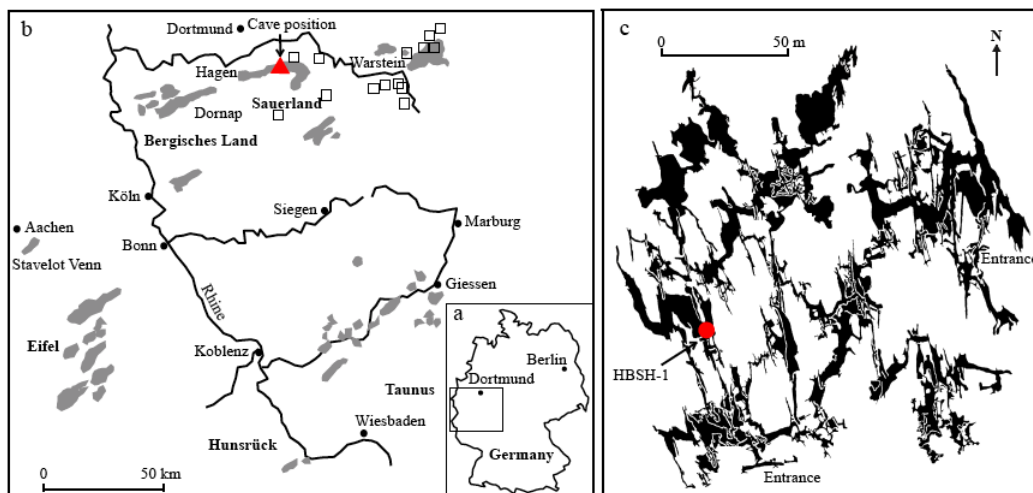 b
Dortmund
Cave position
Hagen
Warstein
Sauerland
Dornap
Bergisches Land
Köln
Siegen
Marburg
Aachen
Bonn
Stavelot Venn
Rhine
Giessen
Eifel
Koblenz
Taunus
Wiesbaden
Hunsrück
0
50 km
a
Berlin
Dortmund
Germany
c
0
50 m
N
Entrance
HBSH-1
Entrance